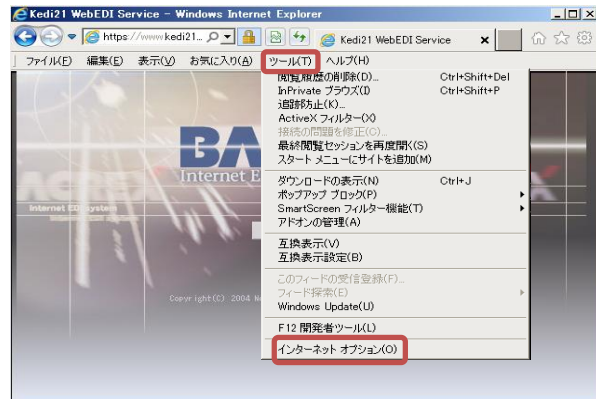 Kedi21 WebEDI Service - Windows Internet Explorer
https://www.kedi21...
Kedi21 WebEDI Service
ファイル(F) 編集(E) 表示(V) お気に入り(A) ツール(T) ヘルプ(H)
閲覧履歴の削除(D)... Ctrl+Shift+Del
InPrivate ブラウズ(I) Ctrl+Shift+P
追跡防止(K)...
ActiveX フィルター(X)
接続の問題を修正(C)...
最終閲覧セッションを再度開く(S)
スタート メニューにサイトを追加(M)
ダウンロードの表示(N) Ctrl+J
ポップアップ ブロック(P)
SmartScreen フィルター機能(T)
アドオンの管理(A)
互換表示(V)
互換表示設定(B)
このフィードの受信登録(F)...
フィード探索(E)
Windows Update(U)
F12 開発者ツール(L)
インターネット オプション(O)
BA
Internet E
Internet EDI system
Copyright(C) 2004